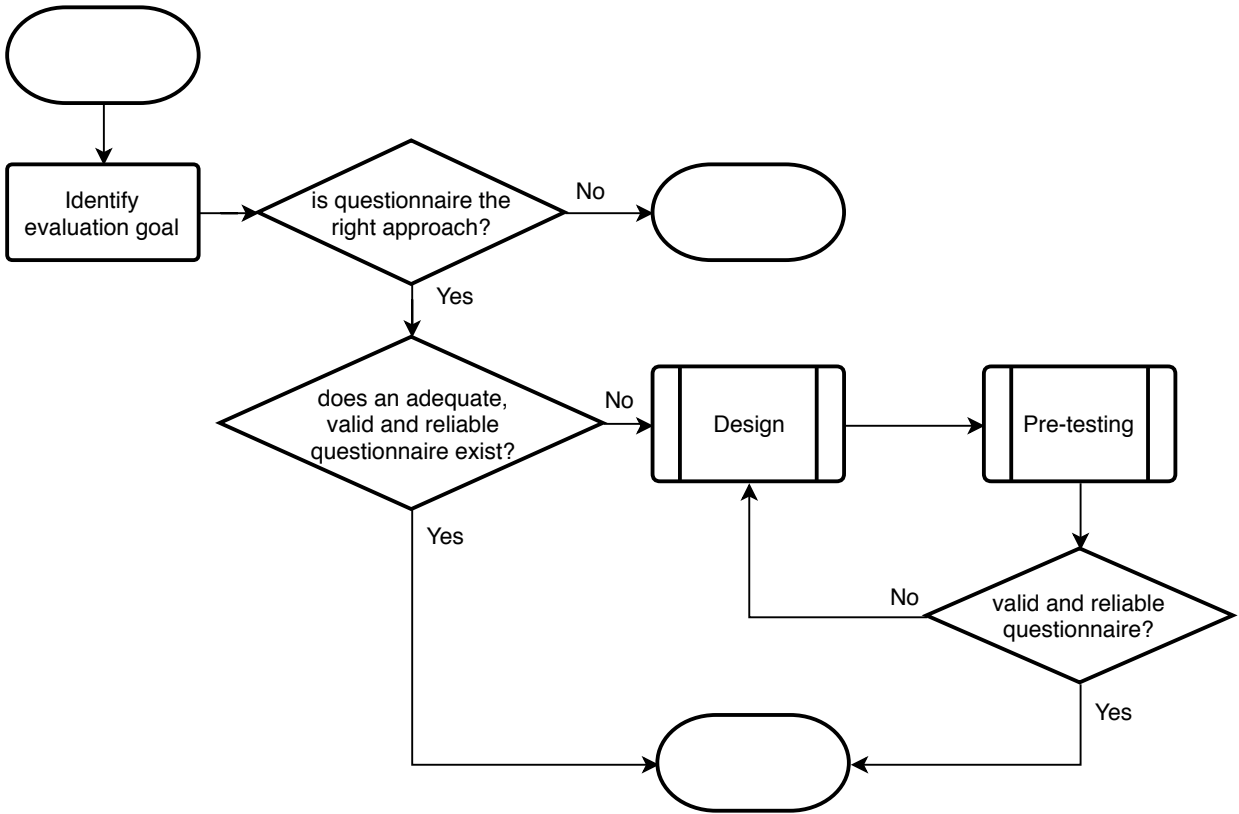 Identify
evaluation goal
is questionnaire the
right approach?
No
Yes
does an adequate,
valid and reliable
questionnaire exist?
No
Design
Pre-testing
Yes
No
valid and reliable
questionnaire?
Yes